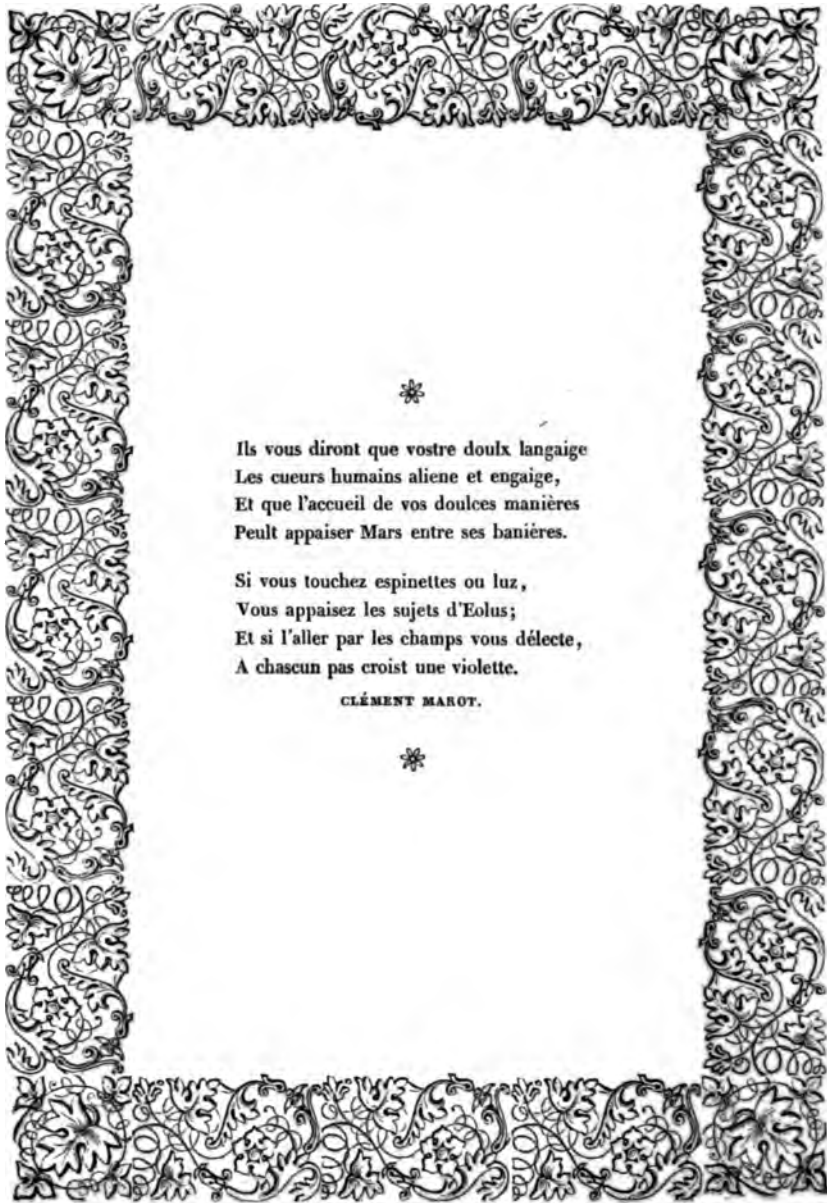 Ils vous diront que vostre doulx langaige
Les cueurs humains aliene et engaige,
Et que l'accueil de vos doulces manières
Peult appaiser Mars entre ses banières.
Si vous touchez espinettes ou luz,
Vous appaisez les sujets d'Eolus;
Et si l'aller par les champs vous délecte,
A chascun pas croist une violette.
CLÉMENT MAROT.